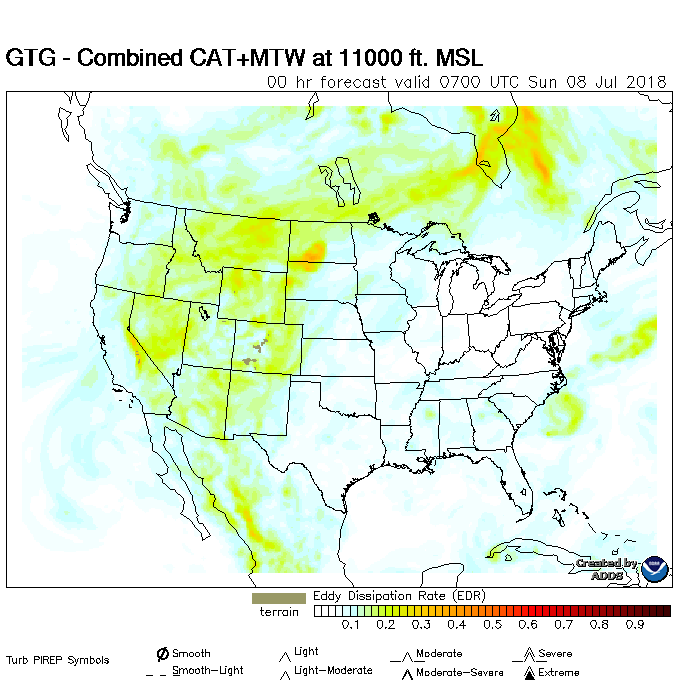 GTG - Combined CAT+MTW at 11000 ft. MSL
00 hr forecast valid 0700 UTC Sun 08 Jul 2018
Created by
ADDS
Eddy Dissipation Rate (EDR)
terrain
0.1 0.2 0.3 0.4 0.5 0.6 0.7 0.8 0.9
Turb PIREP Symbols
Smooth Light Moderate Severe
Smooth-Light Light-Moderate Moderate-Severe Extreme